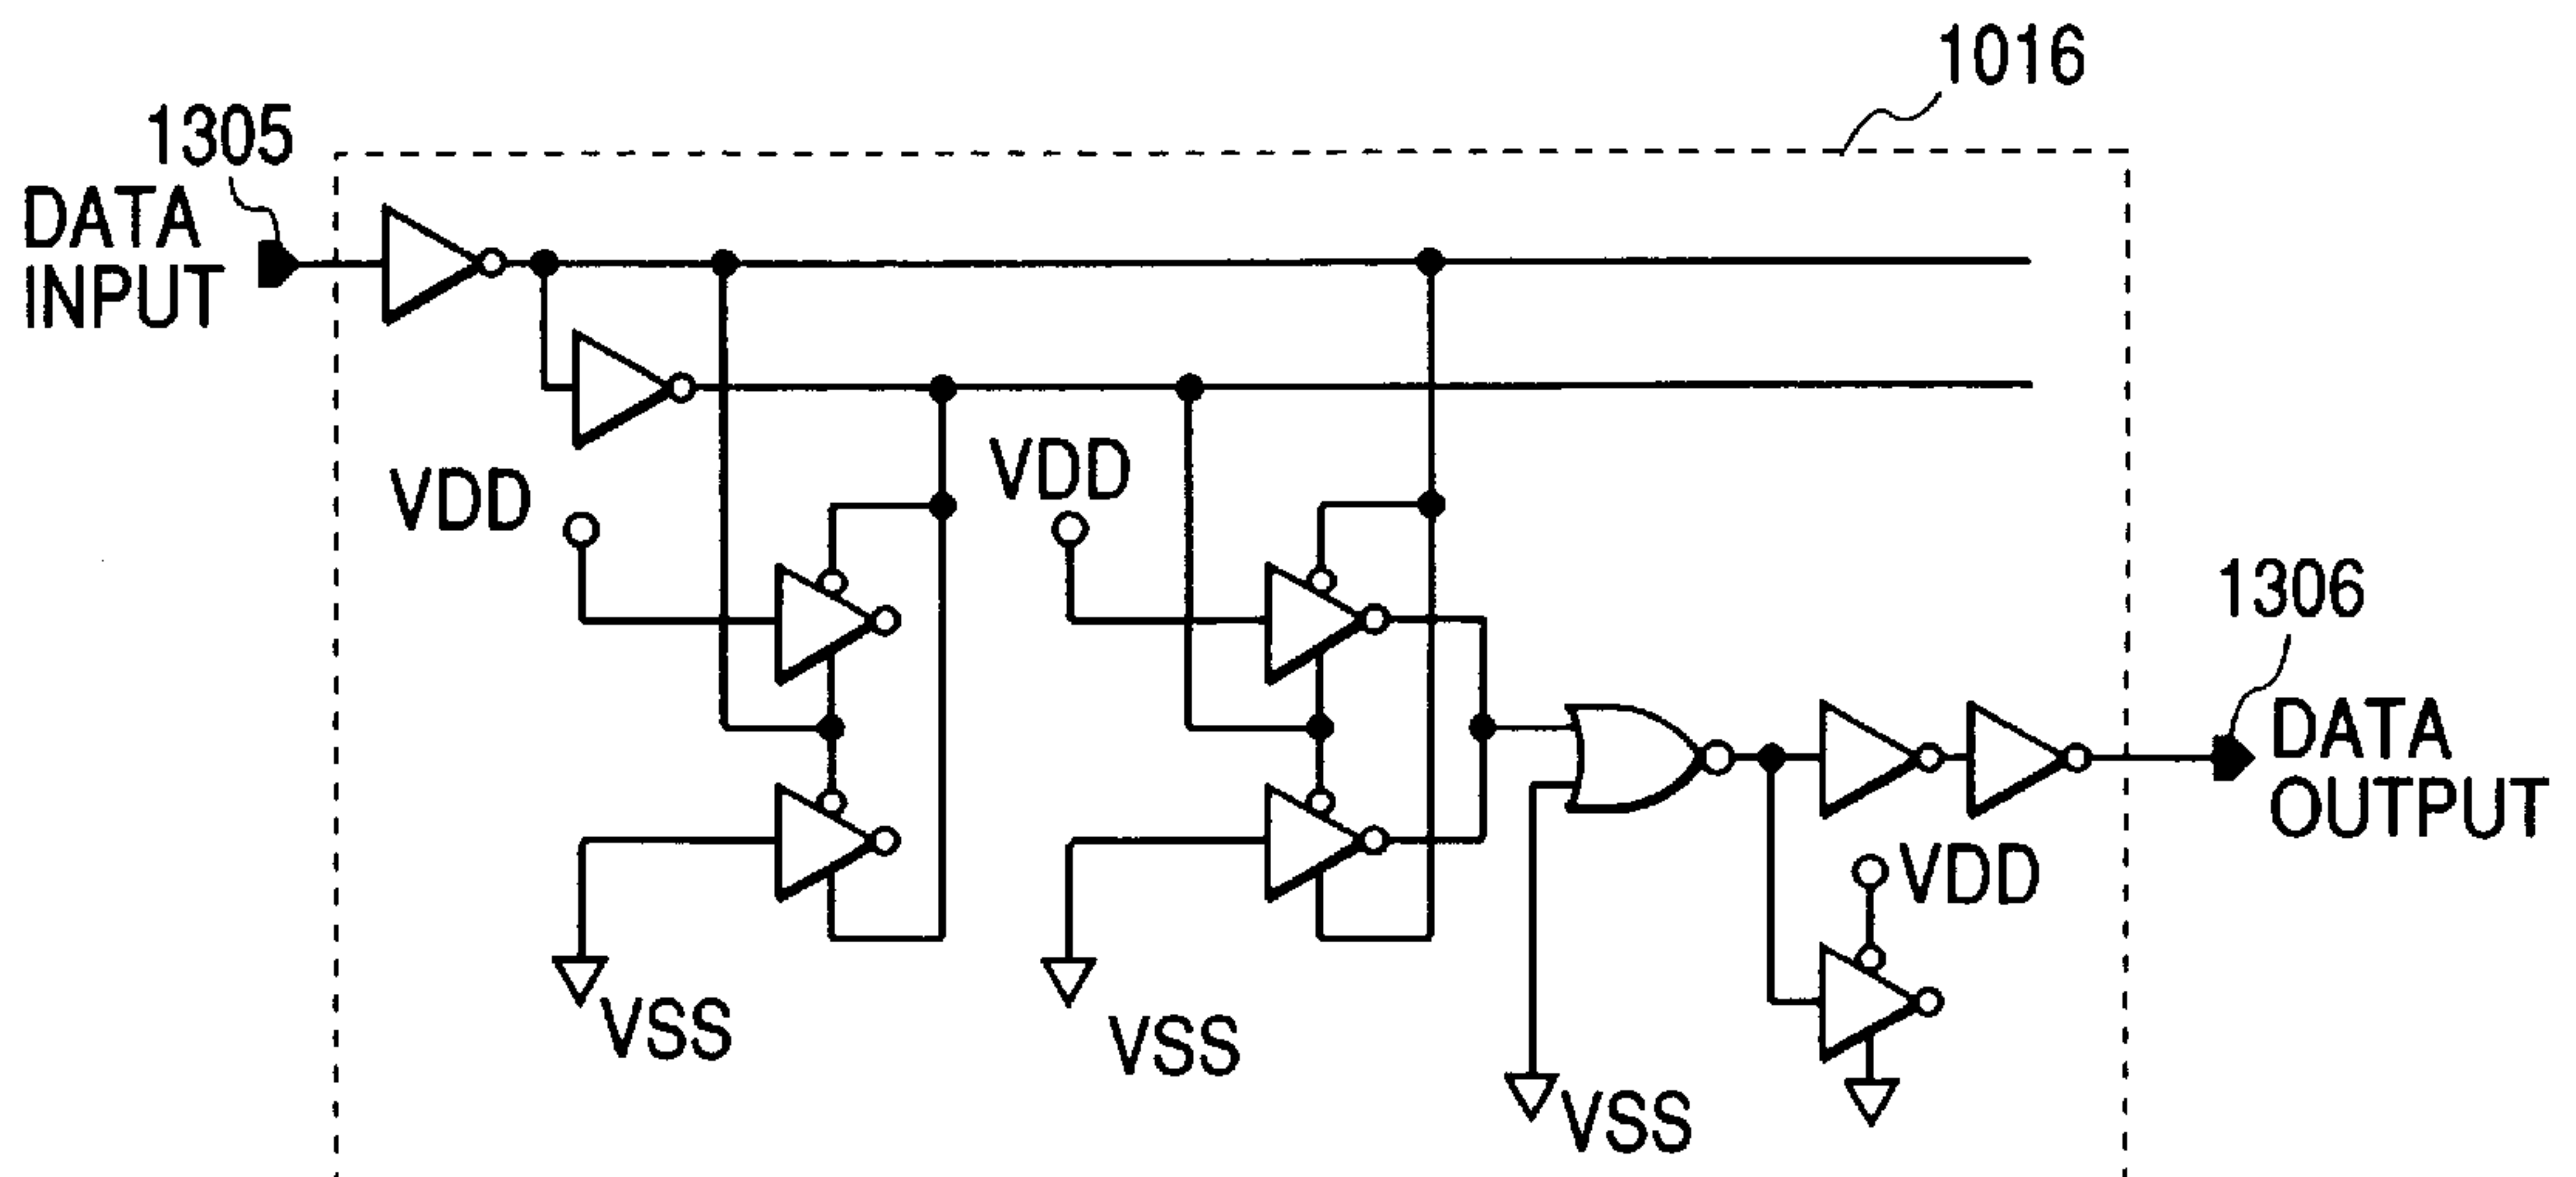 1016
1305
DATA
INPUT
VDD
VDD
1306
DATA
OUTPUT
VDD
VSS
VSS
VSS